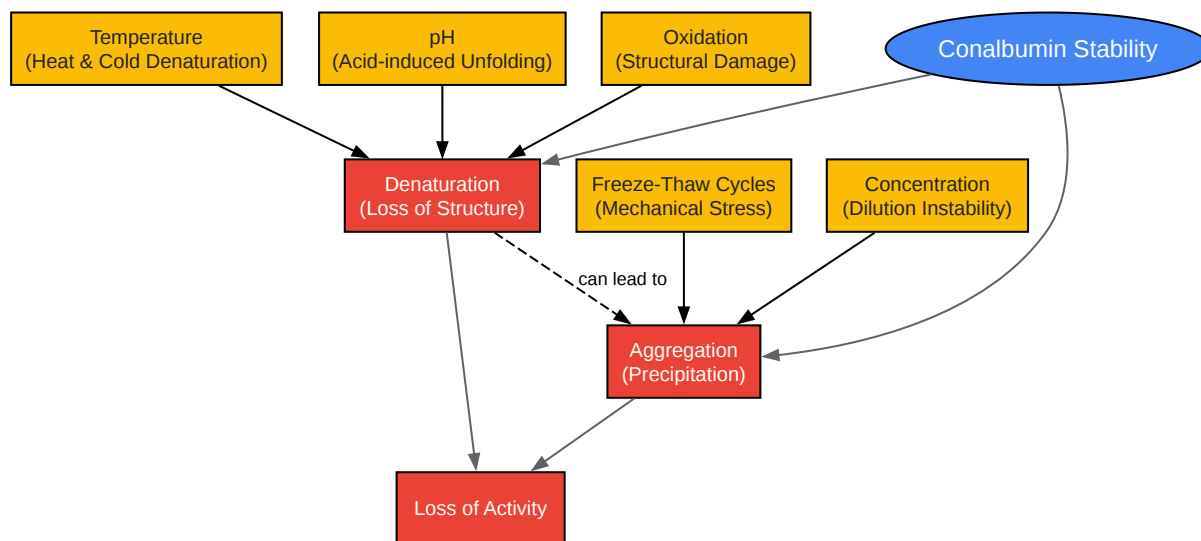 Temperature
(Heat & Cold Denaturation)
pH
(Acid-induced Unfolding)
Oxidation
(Structural Damage)
Conalbumin Stability
Denaturation
(Loss of Structure)
Freeze-Thaw Cycles
(Mechanical Stress)
Concentration
(Dilution Instability)
can lead to
Aggregation
(Precipitation)
Loss of Activity